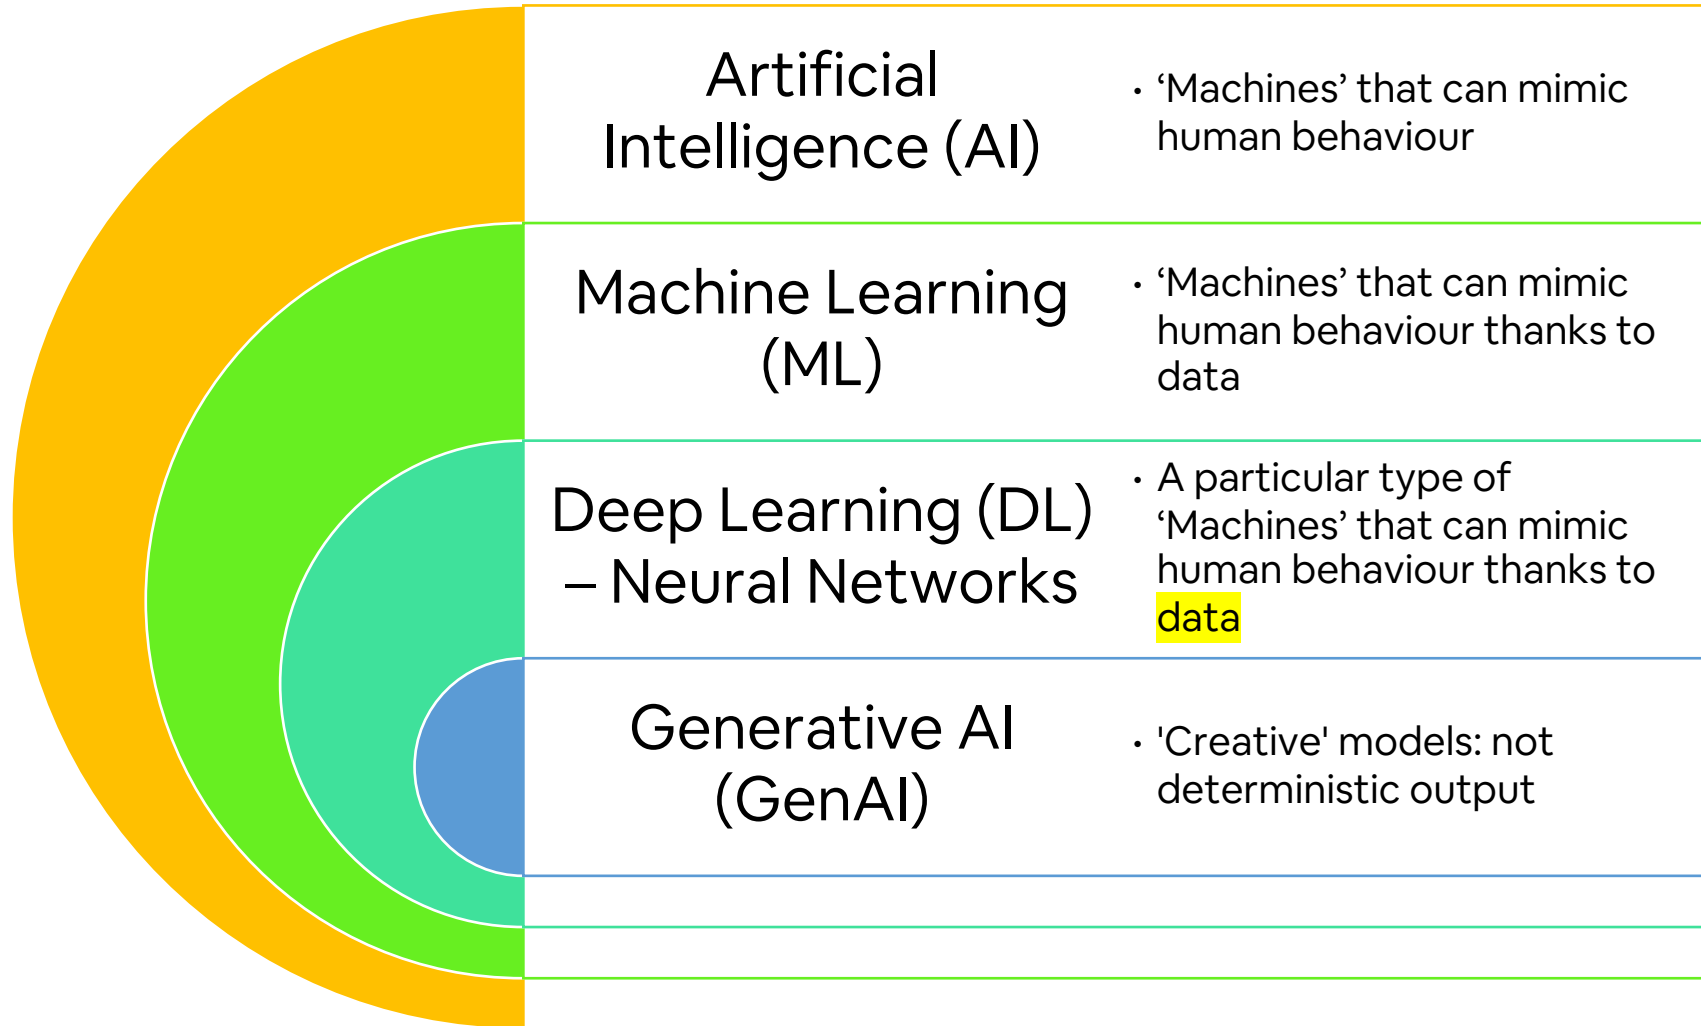 Artificial
Intelligence (AI)
• ‘Machines’ that can mimic
human behaviour
Machine Learning
(ML)
• ‘Machines’ that can mimic
human behaviour thanks to
data
Deep Learning (DL)
– Neural Networks
• A particular type of
‘Machines’ that can mimic
human behaviour thanks to
data
Generative AI
(GenAI)
• 'Creative' models: not
deterministic output